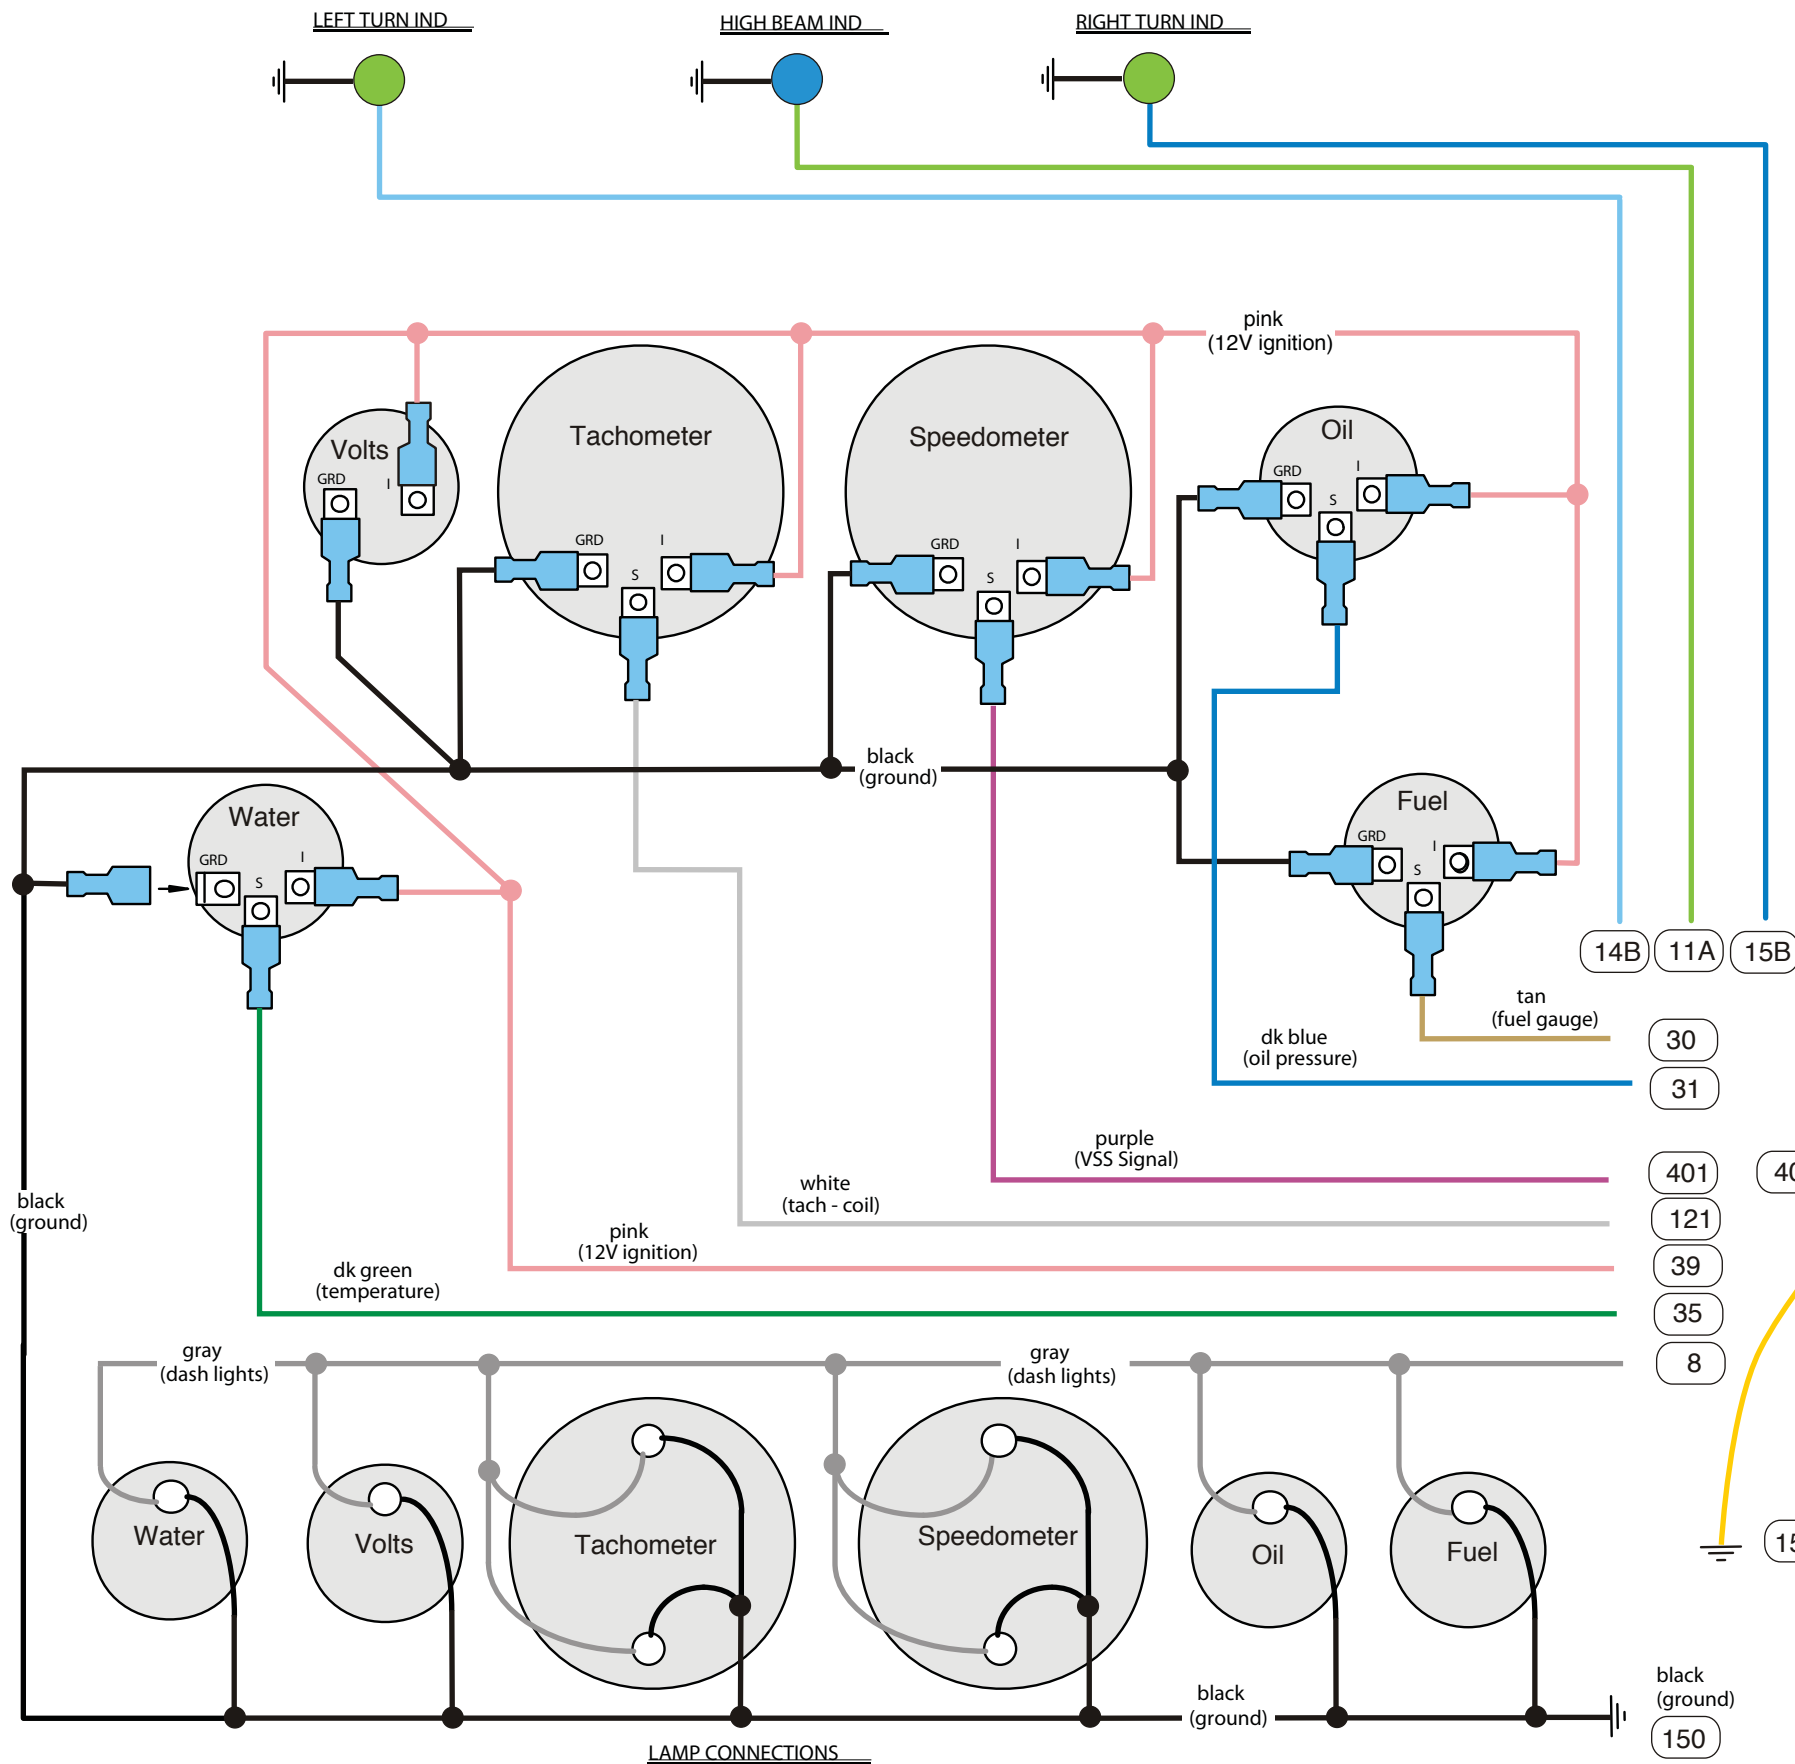 LEFT TURN IND
HIGH BEAM IND
RIGHT TURN IND
pink
(12V ignition)
Volts
GRD
I
Tachometer
GRD
I
S
Speedometer
GRD
I
S
Oil
GRD
I
S
black
(ground)
Water
GRD
I
S
Fuel
GRD
I
S
14B
11A
15B
tan
(fuel gauge)
30
dk blue
(oil pressure)
31
purple
(VSS Signal)
401
40
white
(tach - coil)
121
black
(ground)
pink
(12V ignition)
39
dk green
(temperature)
35
gray
(dash lights)
gray
(dash lights)
8
Water
Volts
Tachometer
Speedometer
Oil
Fuel
15
black
(ground)
black
(ground)
150
LAMP CONNECTIONS